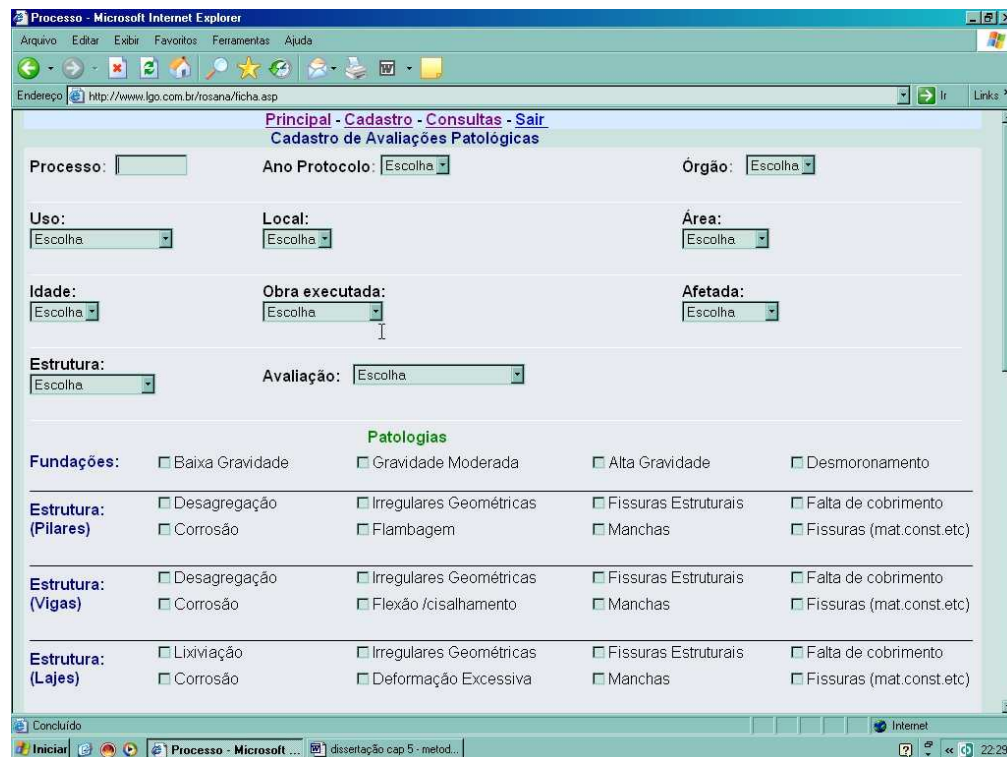 Processo - Microsoft Internet Explorer
Arquivo Editar Exibir Favoritos Ferramentas Ajuda
Endereço http://www.lgo.com.br/rosana/ficha.asp Ir Links
Principal - Cadastro - Consultas - Sair
Cadastro de Avaliações Patológicas
Processo: Ano Protocolo: Escolha Órgão: Escolha
Uso: Local: Área:
Escolha Escolha Escolha
Idade: Obra executada: Afetada:
Escolha Escolha Escolha
Estrutura:
Escolha Avaliação: Escolha
Patologias
Fundações: Baixa Gravidade Gravidade Moderada Alta Gravidade Desmoronamento
Estrutura: Desagregação Irregulares Geométricas Fissuras Estruturais Falta de cobrimento
(Pilares) Corrosão Flambagem Manchas Fissuras (mat.const.etc)
Estrutura: Desagregação Irregulares Geométricas Fissuras Estruturais Falta de cobrimento
(Vigas) Corrosão Flexão /cisalhamento Manchas Fissuras (mat.const.etc)
Estrutura: Lixiviação Irregulares Geométricas Fissuras Estruturais Falta de cobrimento
(Lajes) Corrosão Deformação Excessiva Manchas Fissuras (mat.const.etc)
Concluído Internet
Iniciar Processo - Microsoft ... dissertação cap 5 - metod... 22:29